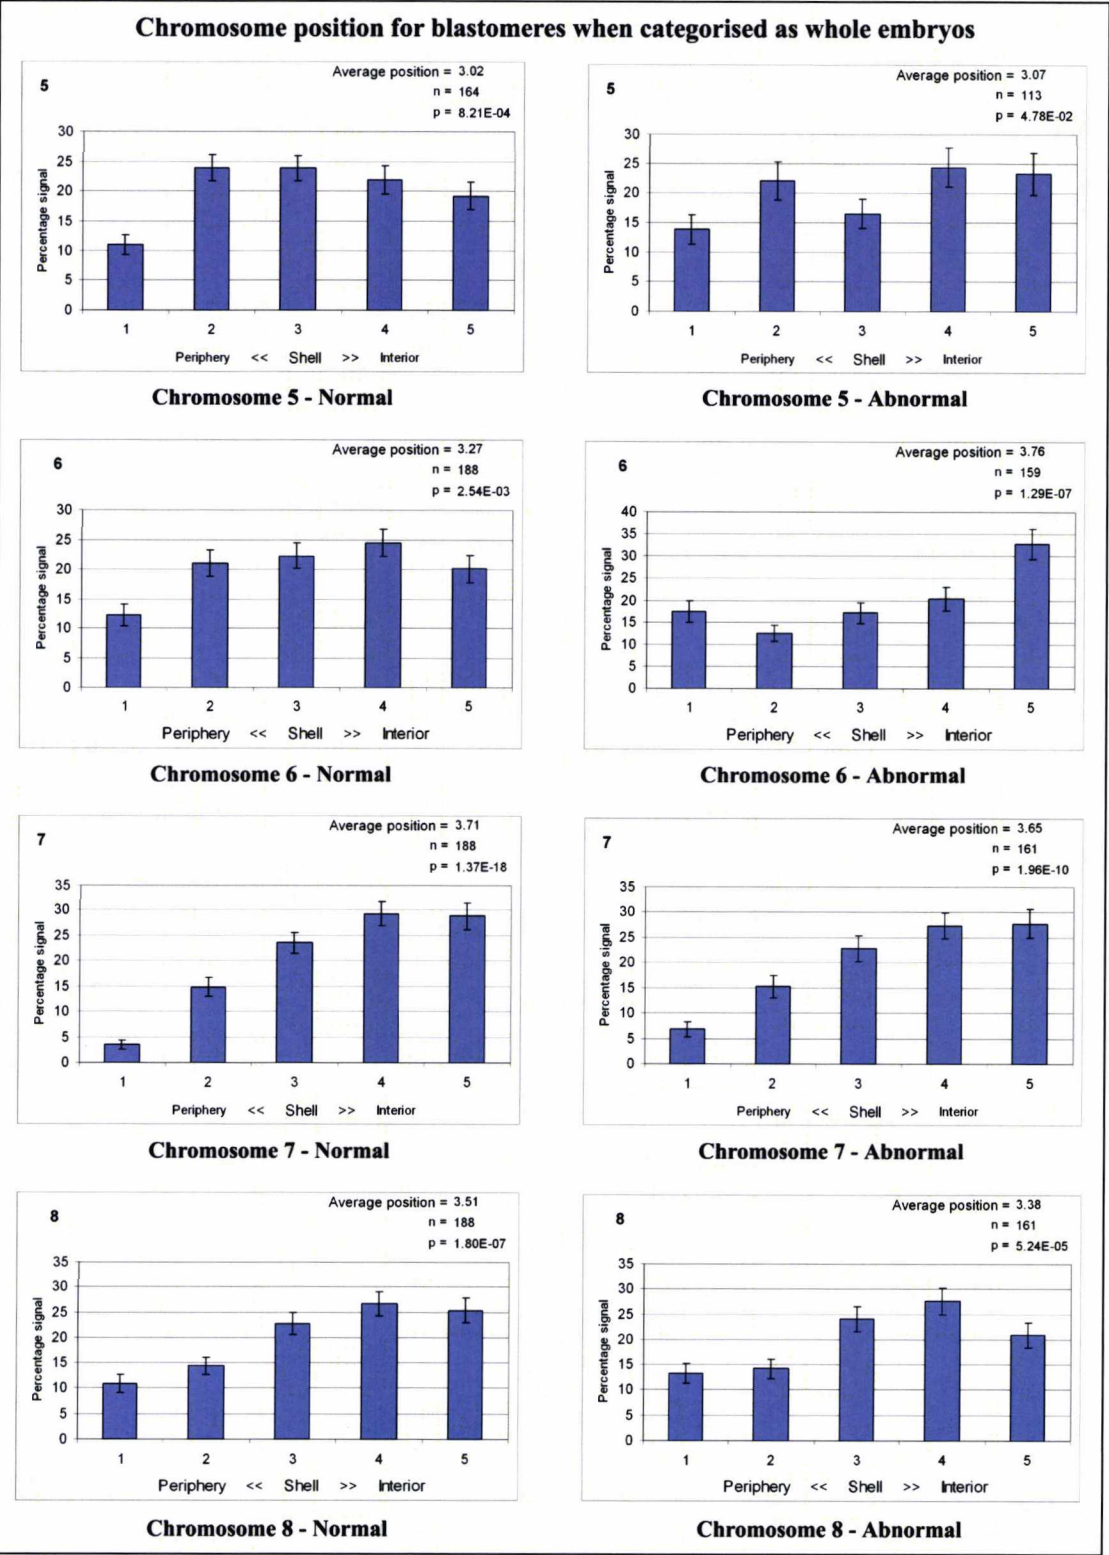 Chromosome position for blastomeres when categorised as whole embryos
5
Average position = 3.02
n = 164
p = 8.21E-04
Percentage signal
30
25
20
15
10
5
0
1 2 3 4 5
Periphery << Shell >> Interior
Chromosome 5 - Normal
5
Average position = 3.07
n = 113
p = 4.78E-02
Percentage signal
30
25
20
15
10
5
0
1 2 3 4 5
Periphery << Shell >> Interior
Chromosome 5 - Abnormal
6
Average position = 3.27
n = 188
p = 2.54E-03
Percentage signal
30
25
20
15
10
5
0
1 2 3 4 5
Periphery << Shell >> Interior
Chromosome 6 - Normal
6
Average position = 3.76
n = 159
p = 1.29E-07
Percentage signal
40
35
30
25
20
15
10
5
0
1 2 3 4 5
Periphery << Shell >> Interior
Chromosome 6 - Abnormal
7
Average position = 3.71
n = 188
p = 1.37E-18
Percentage signal
35
30
25
20
15
10
5
0
1 2 3 4 5
Periphery << Shell >> Interior
Chromosome 7 - Normal
7
Average position = 3.65
n = 161
p = 1.96E-10
Percentage signal
35
30
25
20
15
10
5
0
1 2 3 4 5
Periphery << Shell >> Interior
Chromosome 7 - Abnormal
8
Average position = 3.51
n = 188
p = 1.80E-07
Percentage signal
35
30
25
20
15
10
5
0
1 2 3 4 5
Periphery << Shell >> Interior
Chromosome 8 - Normal
8
Average position = 3.38
n = 161
p = 5.24E-05
Percentage signal
35
30
25
20
15
10
5
0
1 2 3 4 5
Periphery << Shell >> Interior
Chromosome 8 - Abnormal